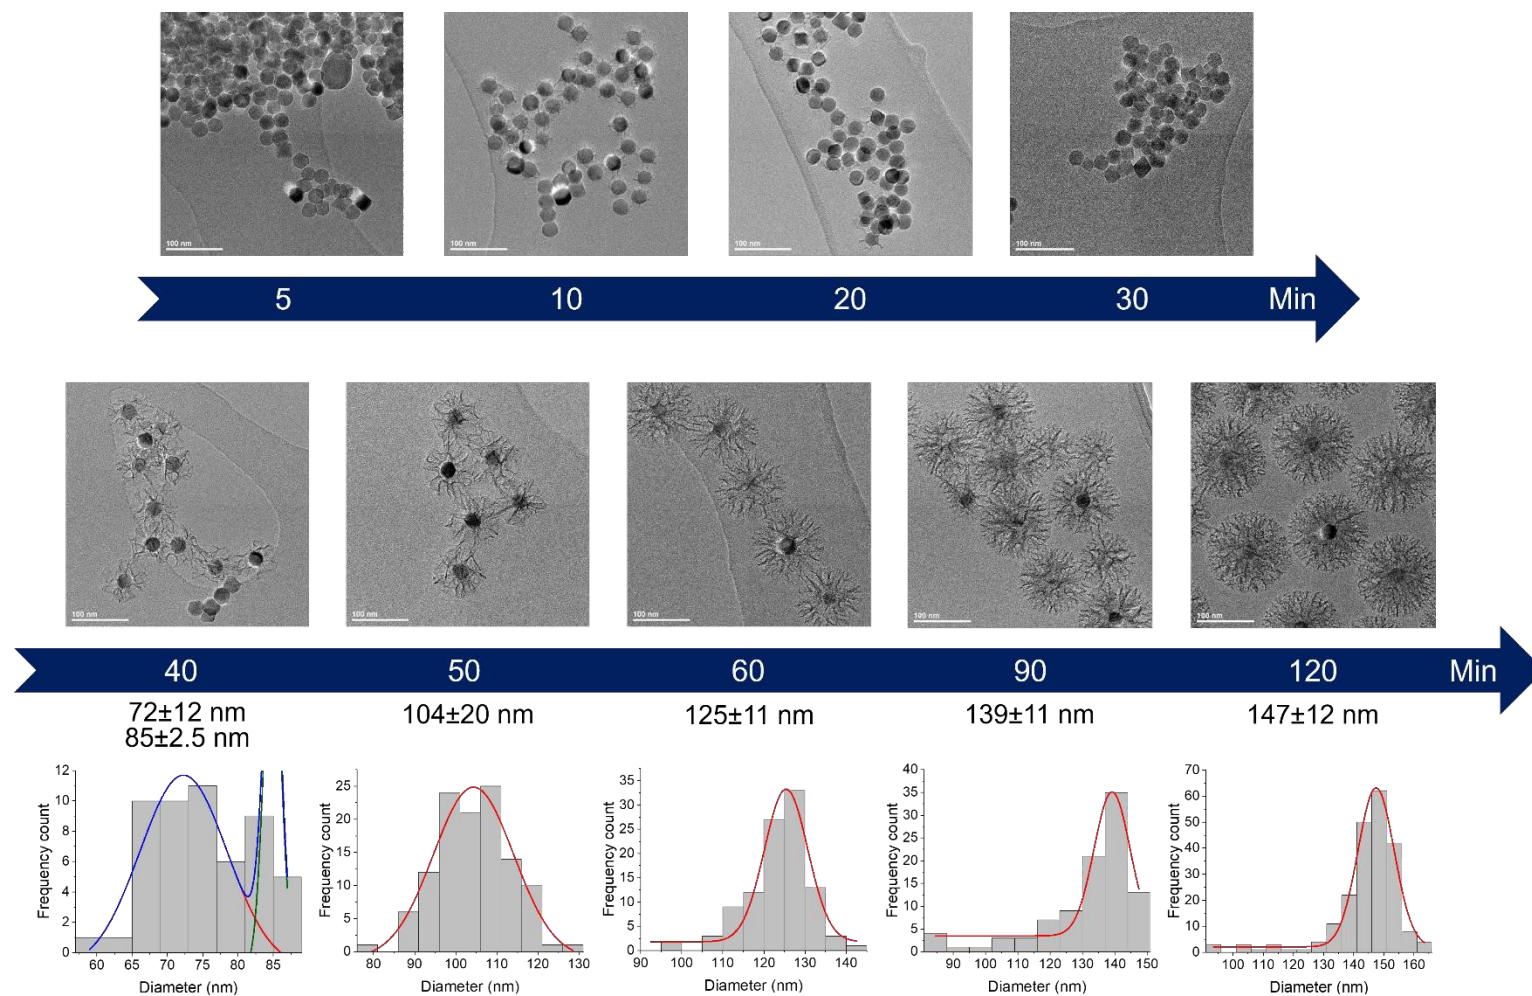 100 nm
100 nm
100 nm
100 nm
5 10 20 30 Min
100 nm
100 nm
100 nm
100 nm
100 nm
40 50 60 90 120 Min
72±12 nm
85±2.5 nm
104±20 nm
125±11 nm
139±11 nm
147±12 nm
Frequency count
12
10
8
6
4
2
0
60 65 70 75 80 85
Diameter (nm)
Frequency count
25
20
15
10
5
0
80 90 100 110 120 130
Diameter (nm)
Frequency count
35
30
25
20
15
10
5
0
90 100 110 120 130 140
Diameter (nm)
Frequency count
40
35
30
25
20
15
10
5
0
90 100 110 120 130 140 150
Diameter (nm)
Frequency count
70
60
50
40
30
20
10
0
100 110 120 130 140 150 160
Diameter (nm)